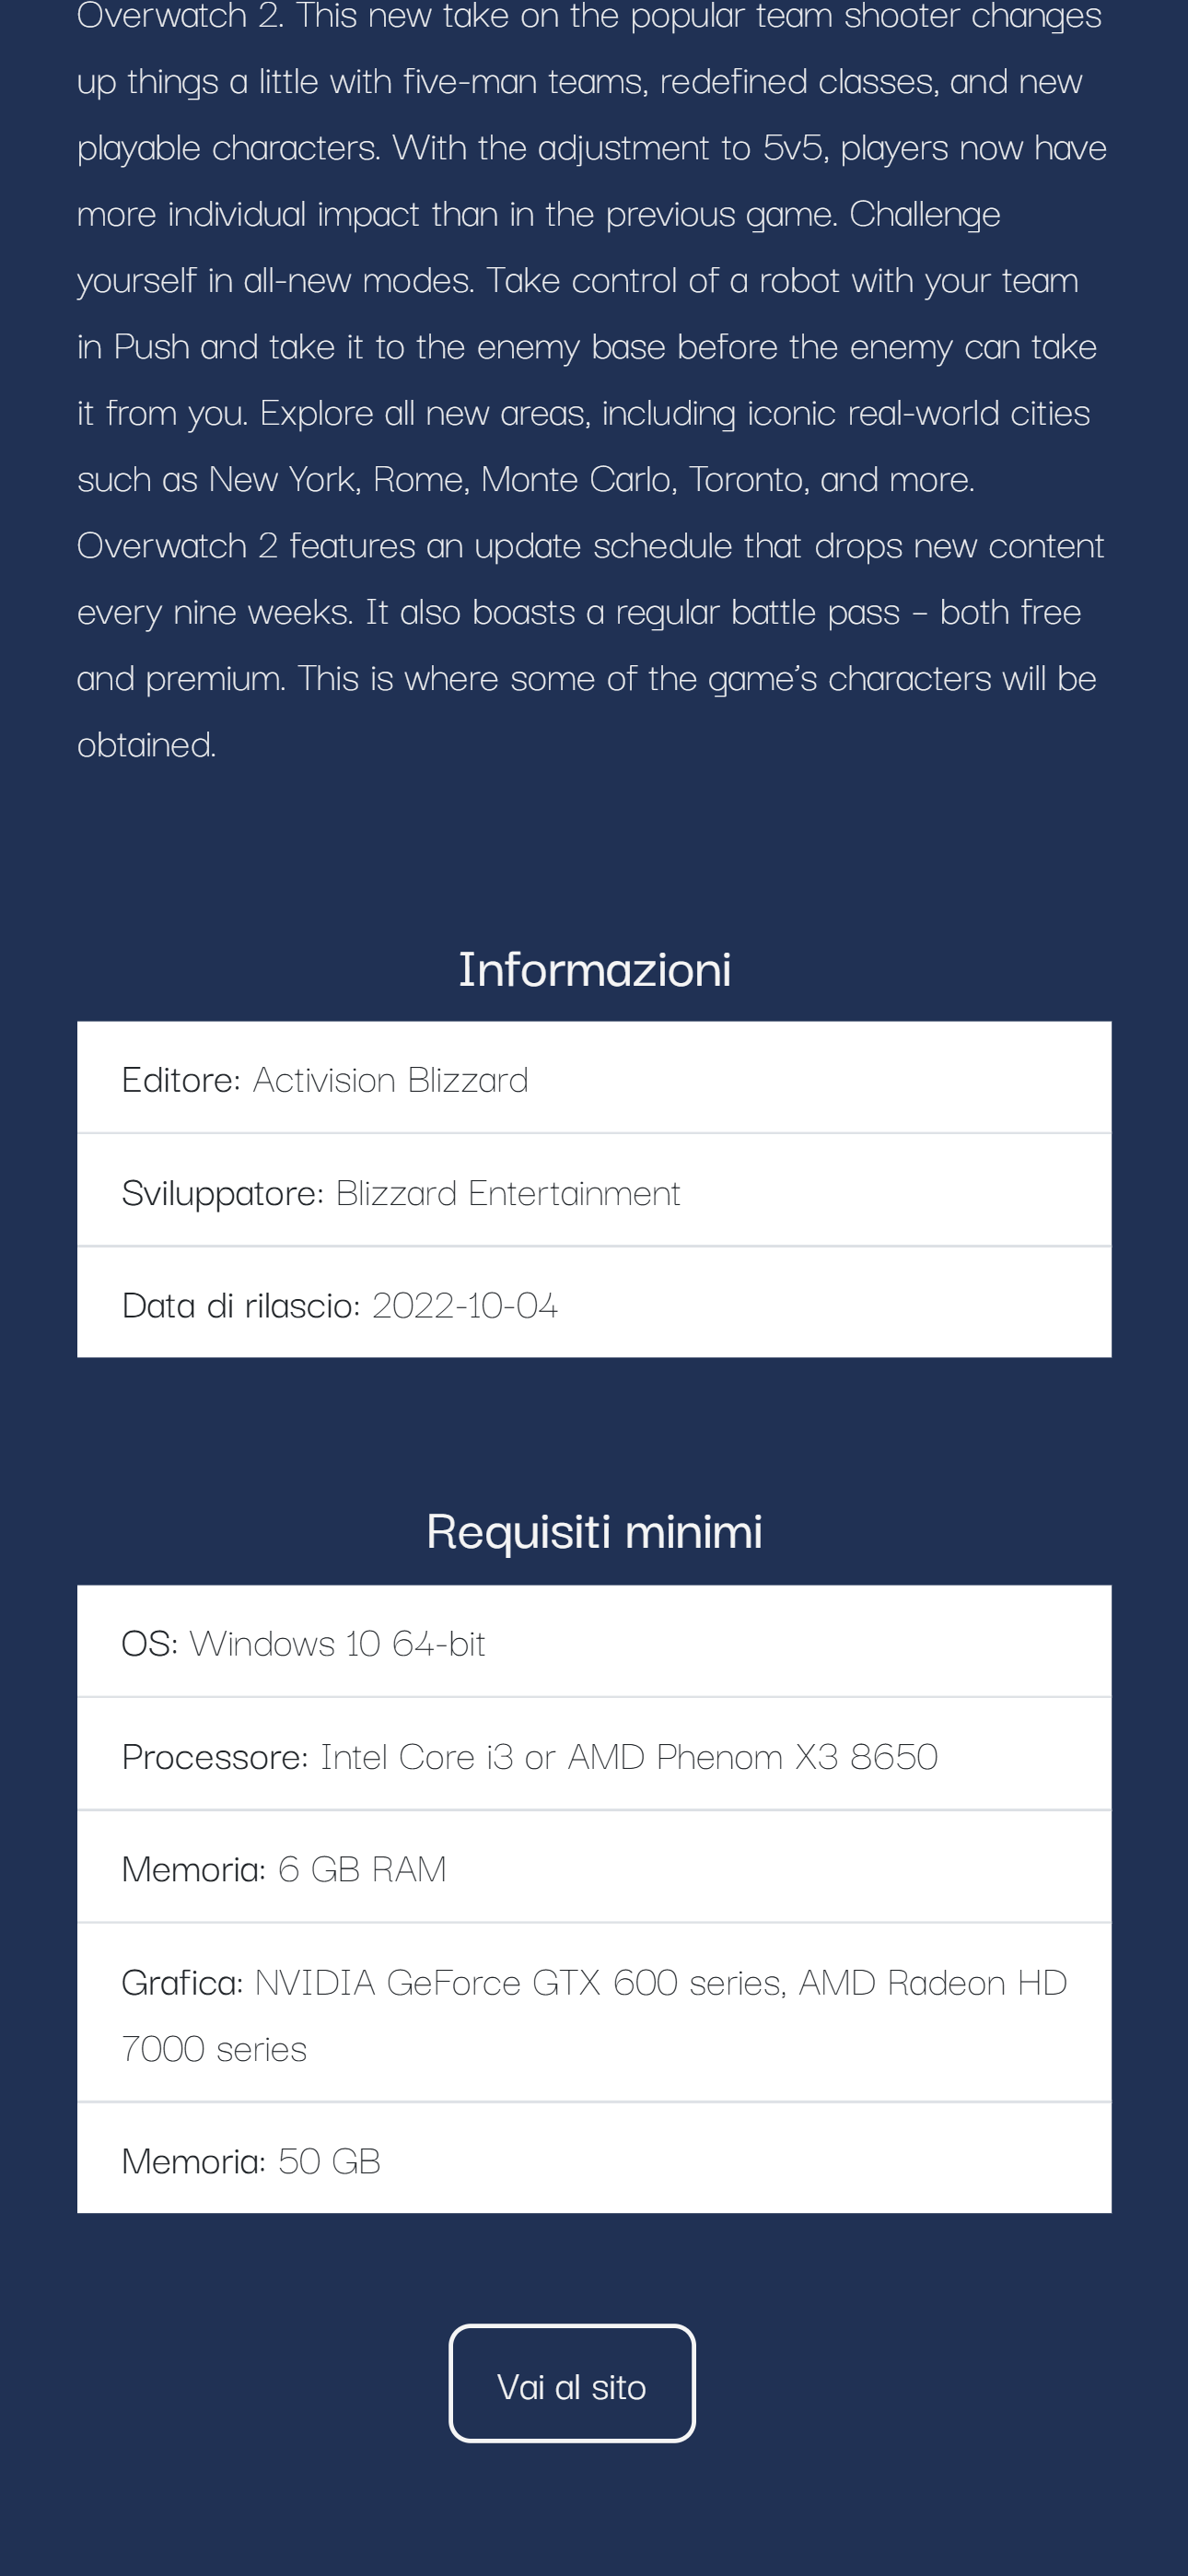 Overwatch 2. This new take on the popular team shooter changes
up things a little with five-man teams, redefined classes, and new
playable characters. With the adjustment to 5v5, players now have
more individual impact than in the previous game. Challenge
yourself in all-new modes. Take control of a robot with your team
in Push and take it to the enemy base before the enemy can take
it from you. Explore all new areas, including iconic real-world cities
such as New York, Rome, Monte Carlo, Toronto, and more.
Overwatch 2 features an update schedule that drops new content
every nine weeks. It also boasts a regular battle pass – both free
and premium. This is where some of the game’s characters will be
obtained.
Informazioni
Editore: Activision Blizzard
Sviluppatore: Blizzard Entertainment
Data di rilascio: 2022-10-04
Requisiti minimi
OS: Windows 10 64-bit
Processore: Intel Core i3 or AMD Phenom X3 8650
Memoria: 6 GB RAM
Grafica: NVIDIA GeForce GTX 600 series, AMD Radeon HD
7000 series
Memoria: 50 GB
Vai al sito